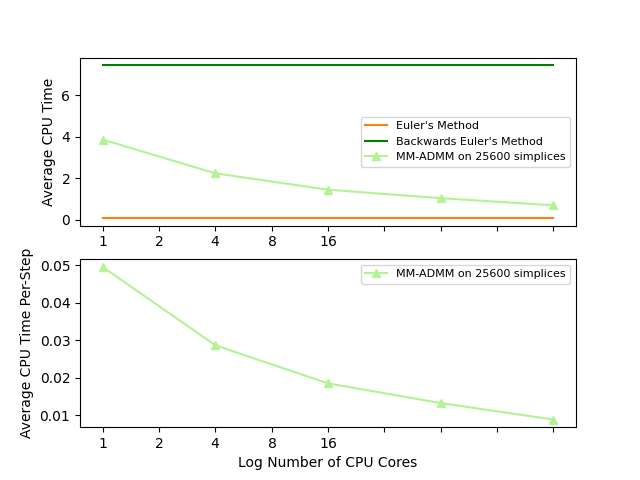 Average CPU Time
6
4
2
0
Euler's Method
Backwards Euler's Method
MM-ADMM on 25600 simplices
1 2 4 8 16
Average CPU Time Per-Step
0.05
0.04
0.03
0.02
0.01
MM-ADMM on 25600 simplices
1 2 4 8 16
Log Number of CPU Cores